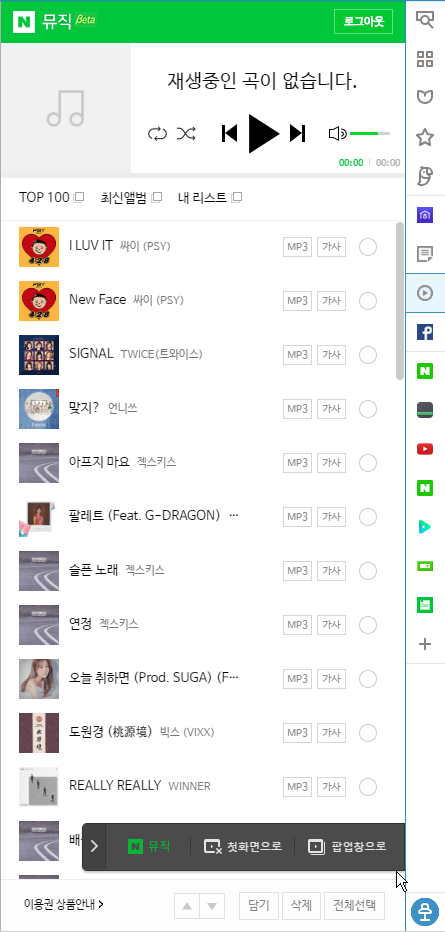 N 뮤직 Beta
로그아웃
재생중인 곡이 없습니다.
00:00 | 00:00
TOP 100 최신앨범 내 리스트
I LUV IT 싸이 (PSY) MP3 가사
New Face 싸이 (PSY) MP3 가사
SIGNAL TWICE(트와이스) MP3 가사
맞지? 언니쓰 MP3 가사
아프지 마요 젝스키스 MP3 가사
팔레트 (Feat. G-DRAGON) ··· MP3 가사
슬픈 노래 젝스키스 MP3 가사
연정 젝스키스 MP3 가사
오늘 취하면 (Prod. SUGA) (F··· MP3 가사
도원경 (桃源境) 빅스 (VIXX) MP3 가사
REALLY REALLY WINNER MP3 가사
N 뮤직 첫화면으로 팝업창으로
이용권 상품안내
담기 삭제 전체선택